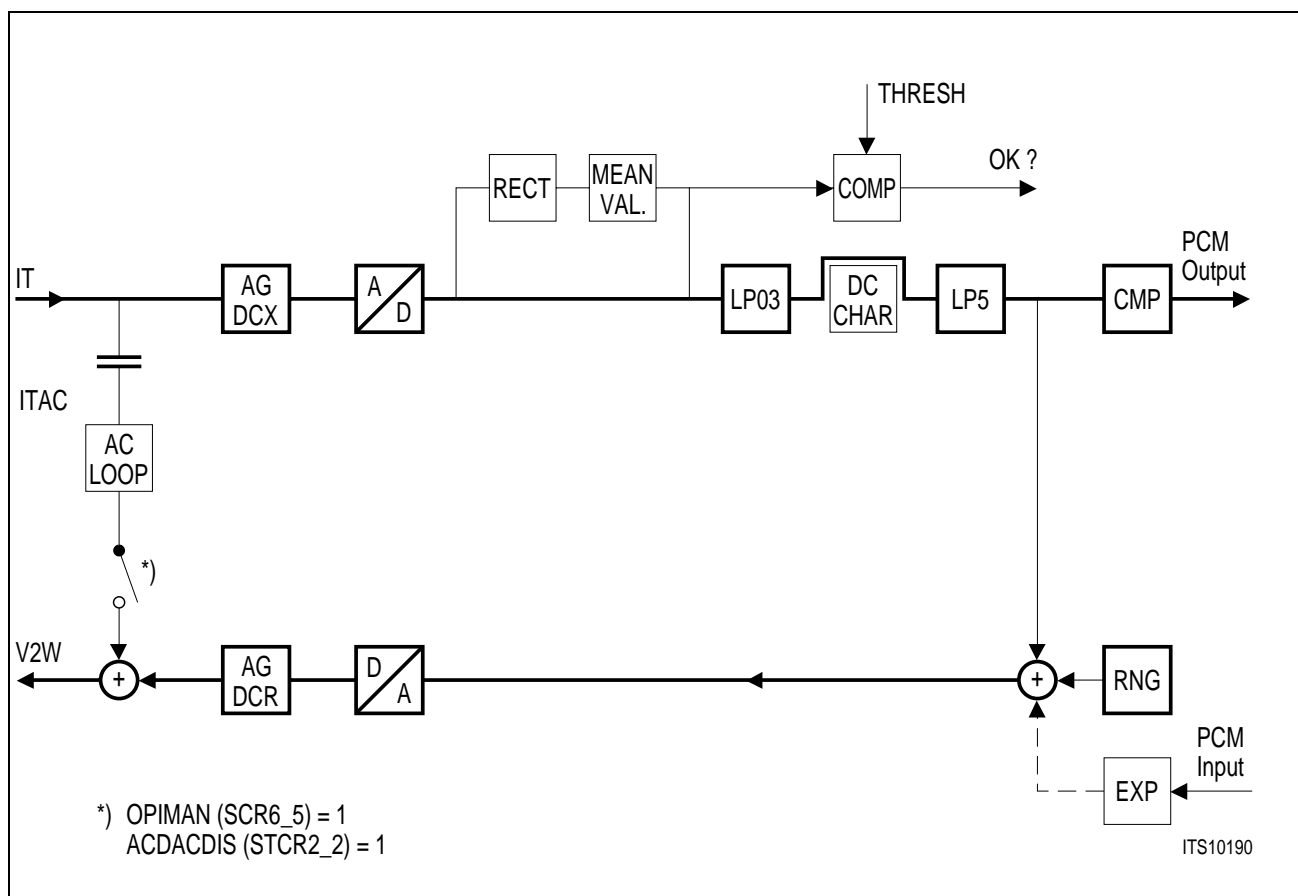 THRESH
OK ?
RECT
MEAN
VAL.
COMP
PCM
Output
IT
AG
DCX
A
D
LP03
DC
CHAR
LP5
CMP
ITAC
AC
LOOP
*)
V2W
+
AG
DCR
D
A
+
RNG
PCM
Input
EXP
*) OPIMAN (SCR6_5) = 1
ACDACDIS (STCR2_2) = 1
ITS10190